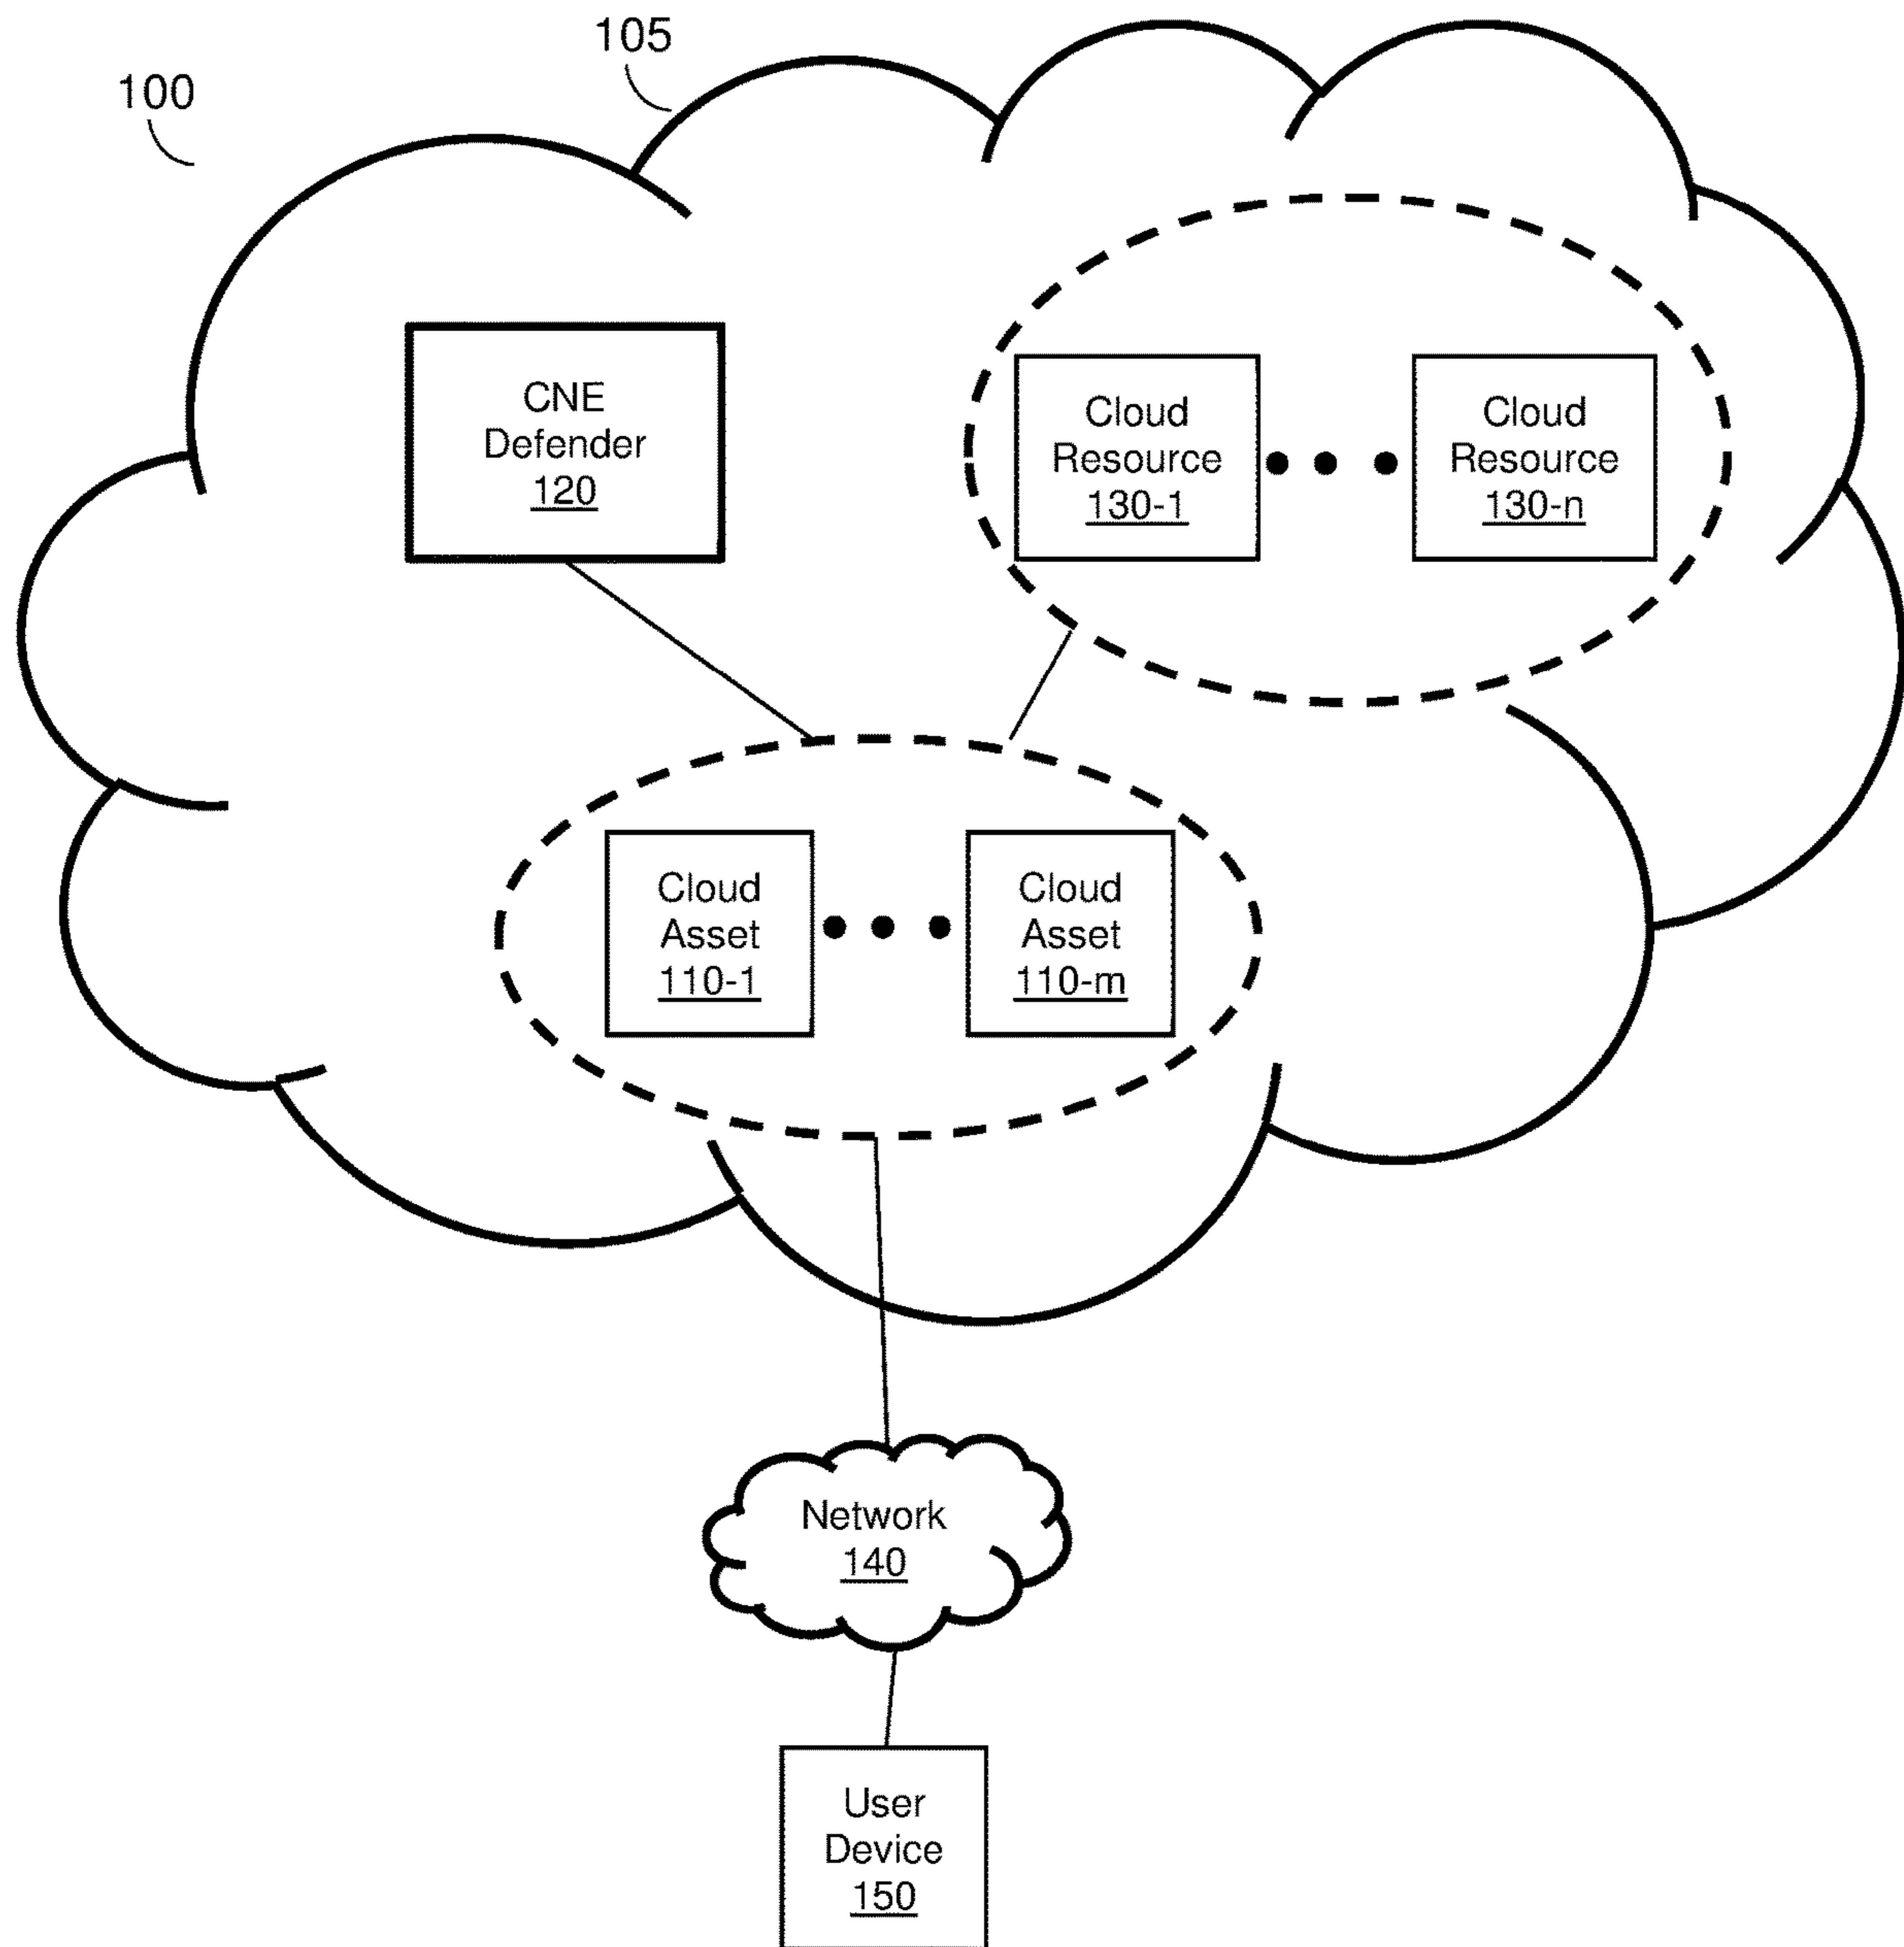 105
100
CNE
Defender
120
Cloud
Resource
130-1
Cloud
Resource
130-n
Cloud
Asset
110-1
Cloud
Asset
110-m
Network
140
User
Device
150